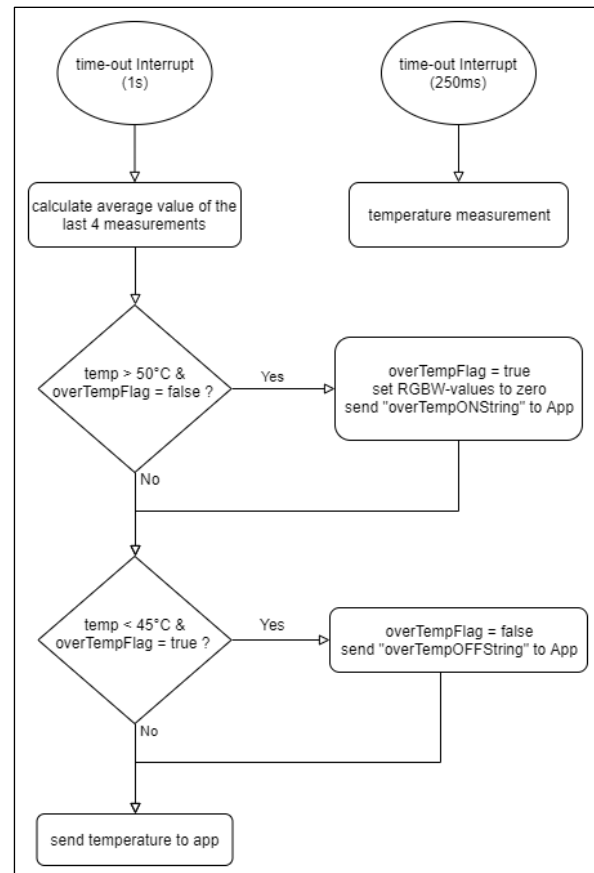 time-out Interrupt
(1s)
time-out Interrupt
(250ms)
calculate average value of the
last 4 measurements
temperature measurement
temp > 50°C &
overTempFlag = false ?
Yes
overTempFlag = true
set RGBW-values to zero
send "overTempONString" to App
No
temp < 45°C &
overTempFlag = true ?
Yes
overTempFlag = false
send "overTempOFFString" to App
No
send temperature to app